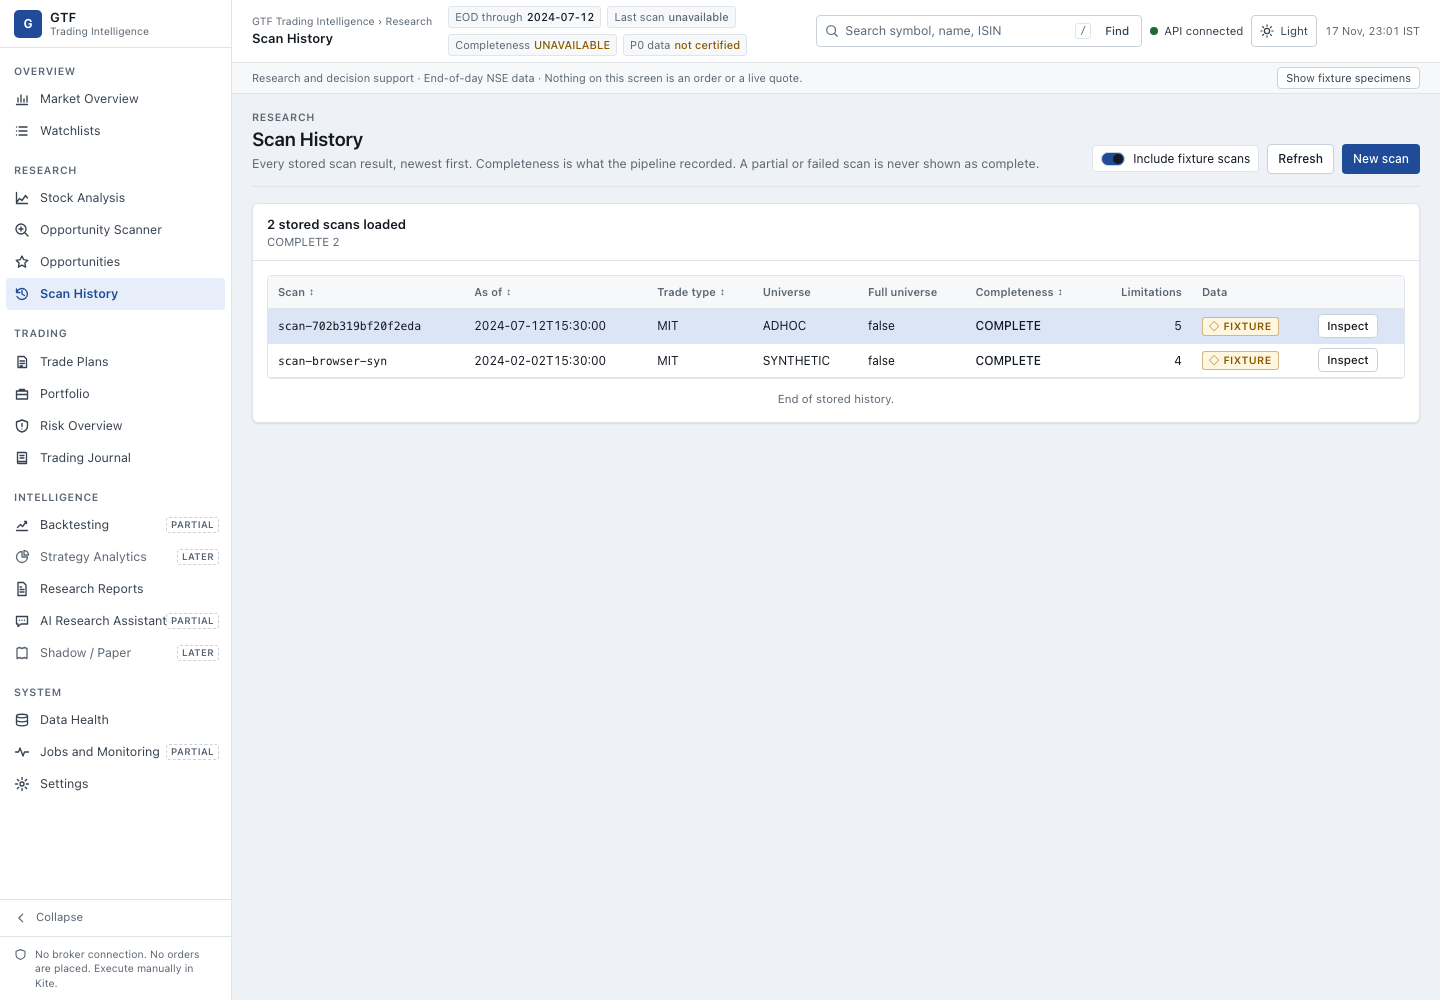 G
GTF
Trading Intelligence
OVERVIEW
Market Overview
Watchlists
RESEARCH
Stock Analysis
Opportunity Scanner
Opportunities
Scan History
TRADING
Trade Plans
Portfolio
Risk Overview
Trading Journal
INTELLIGENCE
Backtesting PARTIAL
Strategy Analytics LATER
Research Reports
AI Research Assistant PARTIAL
Shadow / Paper LATER
SYSTEM
Data Health
Jobs and Monitoring PARTIAL
Settings
Collapse
No broker connection. No orders
are placed. Execute manually in
Kite.
GTF Trading Intelligence › Research
Scan History
EOD through 2024-07-12 Last scan unavailable
Completeness UNAVAILABLE P0 data not certified
Search symbol, name, ISIN / Find
API connected
Light
17 Nov, 23:01 IST
Research and decision support · End-of-day NSE data · Nothing on this screen is an order or a live quote.
Show fixture specimens
RESEARCH
Scan History
Every stored scan result, newest first. Completeness is what the pipeline recorded. A partial or failed scan is never shown as complete.
Include fixture scans Refresh New scan
2 stored scans loaded
COMPLETE 2
Scan ↕ As of ↕ Trade type ↕ Universe Full universe Completeness ↕ Limitations Data
scan-702b319bf20f2eda 2024-07-12T15:30:00 MIT ADHOC false COMPLETE 5 ◇ FIXTURE Inspect
scan-browser-syn 2024-02-02T15:30:00 MIT SYNTHETIC false COMPLETE 4 ◇ FIXTURE Inspect
End of stored history.